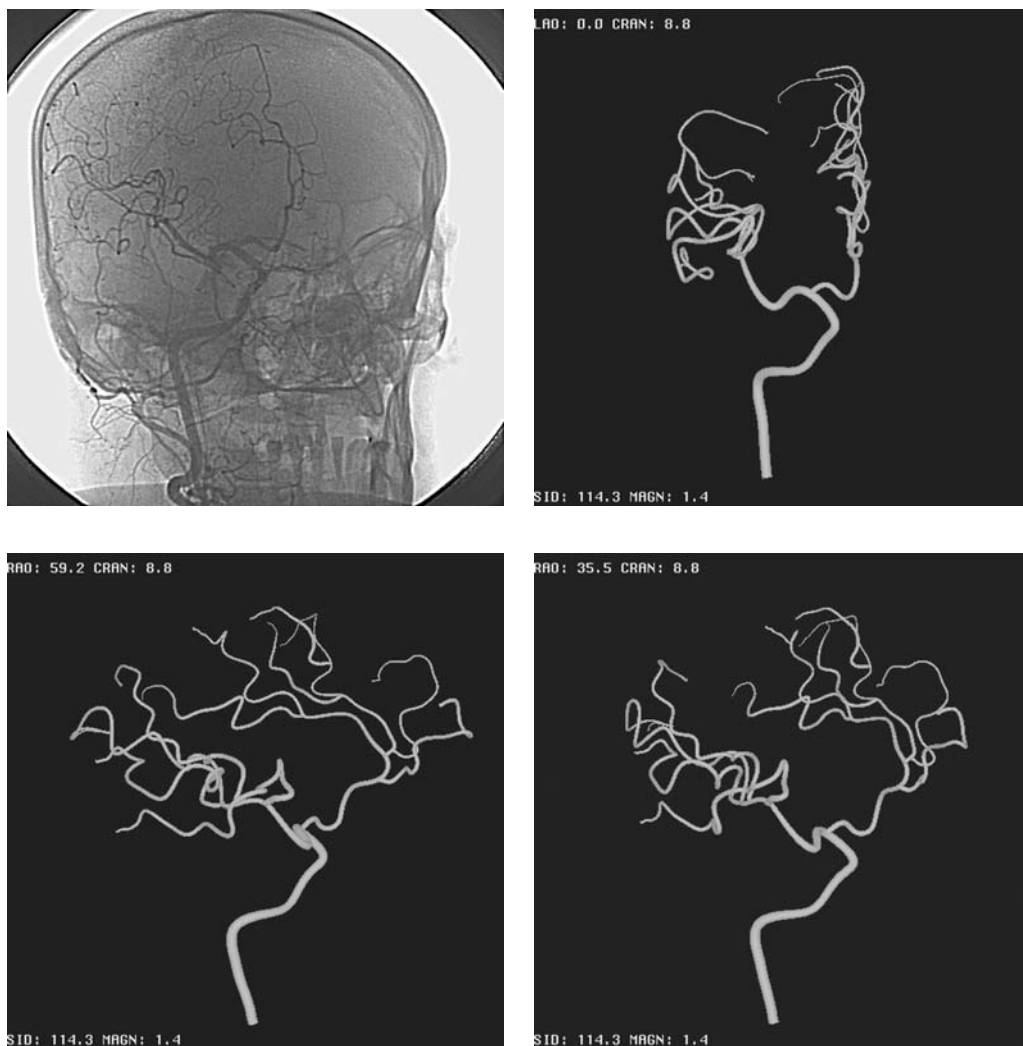 LAO: 0.0 CRAN: 8.8
SID: 114.3 MAGN: 1.4
RAO: 59.2 CRAN: 8.8
RAO: 35.5 CRAN: 8.8
SID: 114.3 MAGN: 1.4
SID: 114.3 MAGN: 1.4